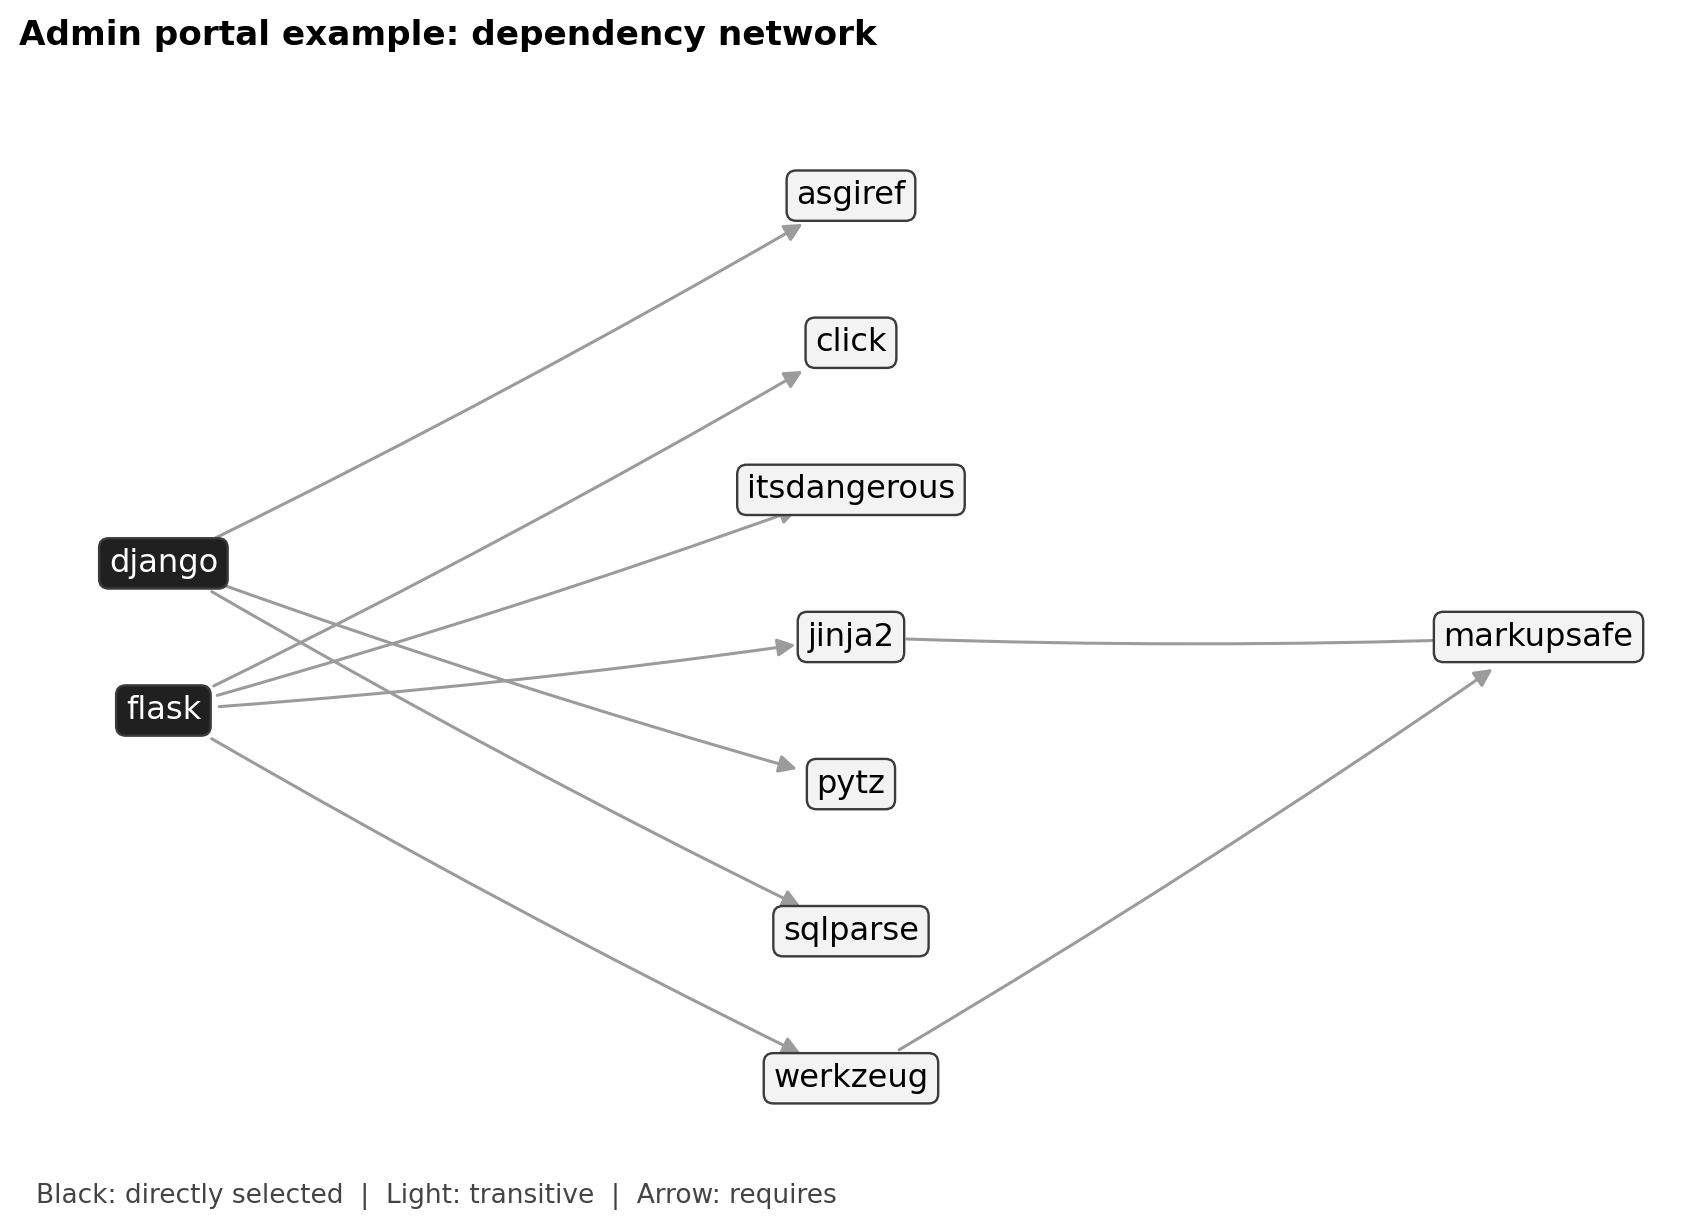 Admin portal example: dependency network
asgiref
click
itsdangerous
django
jinja2
markupsafe
flask
pytz
sqlparse
werkzeug
Black: directly selected | Light: transitive | Arrow: requires